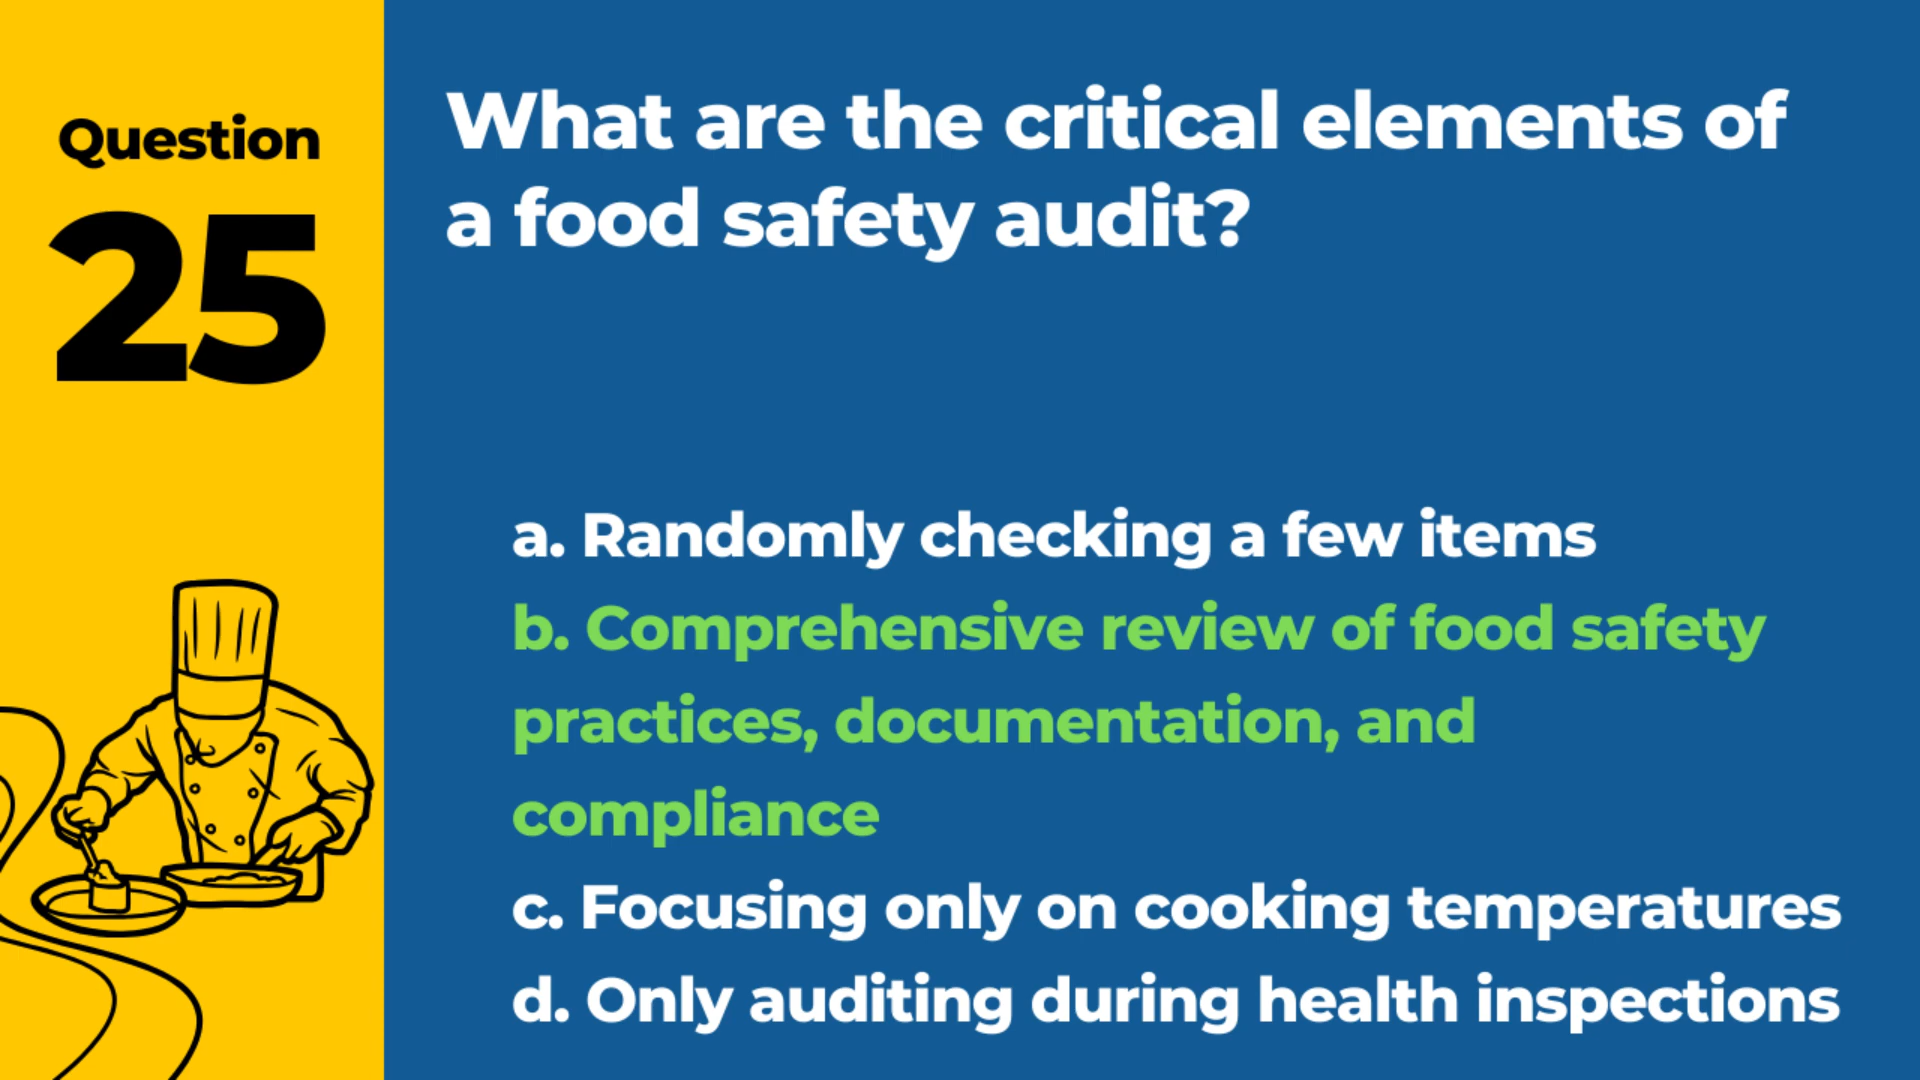 Question
25
What are the critical elements of
a food safety audit?
a. Randomly checking a few items
b. Comprehensive review of food safety
practices, documentation, and
compliance
c. Focusing only on cooking temperatures
d. Only auditing during health inspections